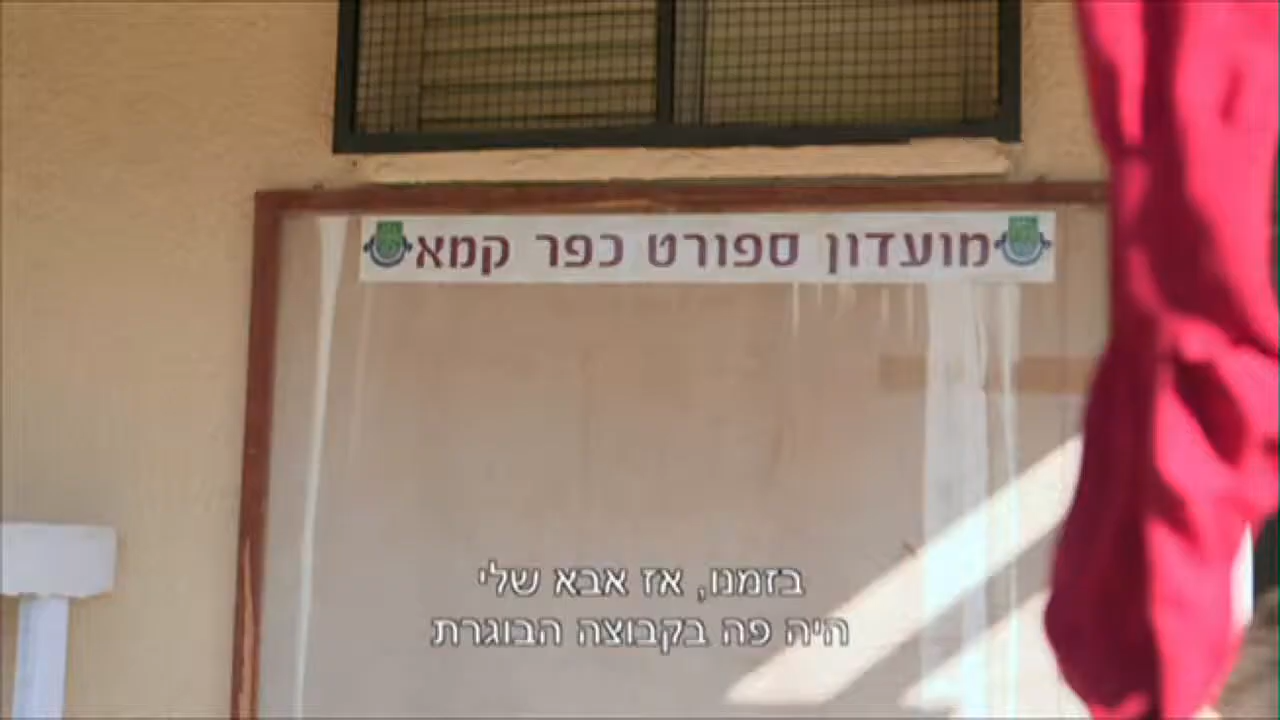 מועדון ספורט כפר קמא
בזמנו, אז אבא שלי
היה פה בקבוצה הבוגרת